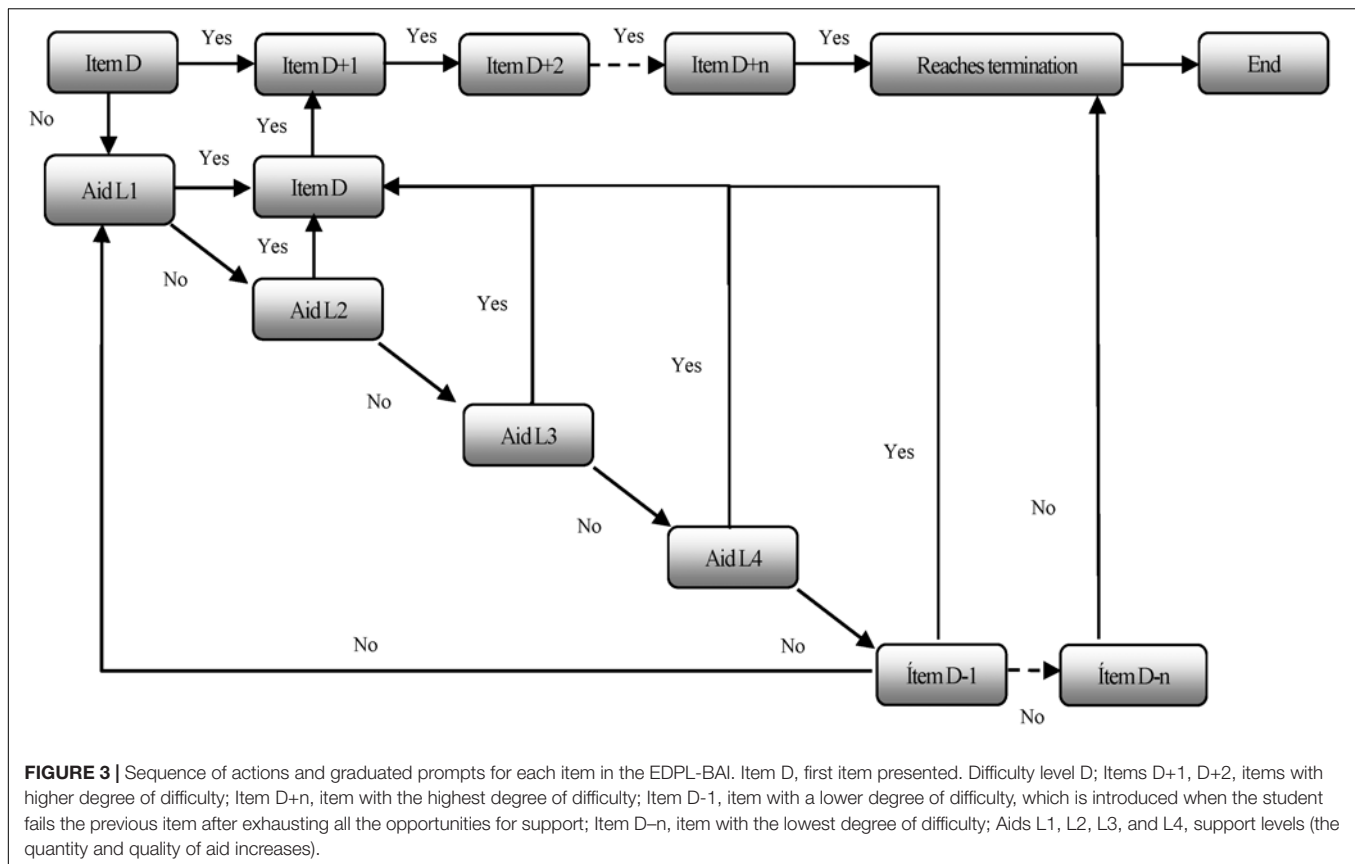 Yes Yes Yes Yes
Item D Item D+1 Item D+2 Item D+n Reaches termination End
No Yes
Yes
Aid L1 Item D
No Yes
Aid L2
Yes
Yes
No
Aid L3
Yes
No
No
Aid L4
No No
Ítem D-1 Ítem D-n
No
FIGURE 3 | Sequence of actions and graduated prompts for each item in the EDPL-BAI. Item D, first item presented. Difficulty level D; Items D+1, D+2, items with
higher degree of difficulty; Item D+n, item with the highest degree of difficulty; Item D-1, item with a lower degree of difficulty, which is introduced when the student
fails the previous item after exhausting all the opportunities for support; Item D–n, item with the lowest degree of difficulty; Aids L1, L2, L3, and L4, support levels (the
quantity and quality of aid increases).